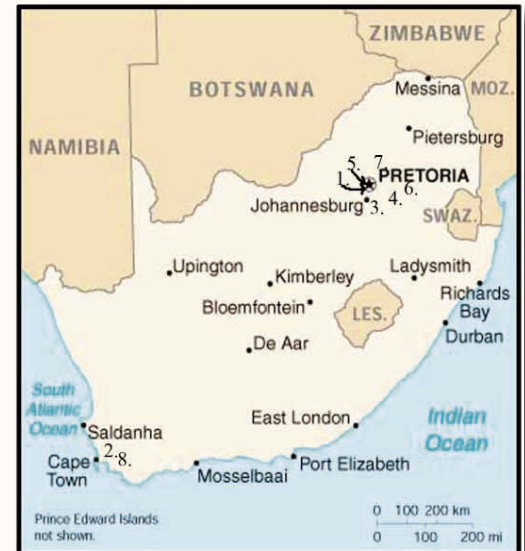 ZIMBABWE
BOTSWANA
Messina
MOZ.
NAMIBIA
Pietersburg
5. 7.
1. PRETORIA
6.
Johannesburg 3. 4.
SWAZ.
Upington
Kimberley
Ladysmith
Bloemfontein
Richards
Bay
LES.
Durban
De Aar
South
Atlantic
Ocean
Saldanha
East London
Indian
Ocean
Cape
Town
2.
8.
Mosselbaai
Port Elizabeth
Prince Edward Islands
not shown.
0 100 200 km
0 100 200 mi